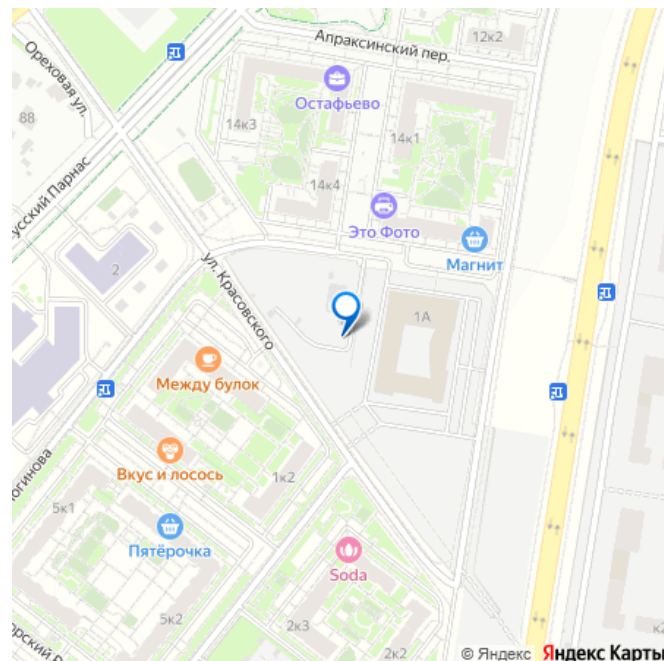 Апраксинский пер.
12к2
Ореховая ул.
88
Остафьево
14к3
14к1
14к4
усский Парнас
Это Фото
2
Магнит
ул. Красовского
1А
Между булок
Вкус и лосось
1к2
5к1
Пятёрочка
Soda
5к2
2к3
2к2
© Яндекс Яндекс Карты